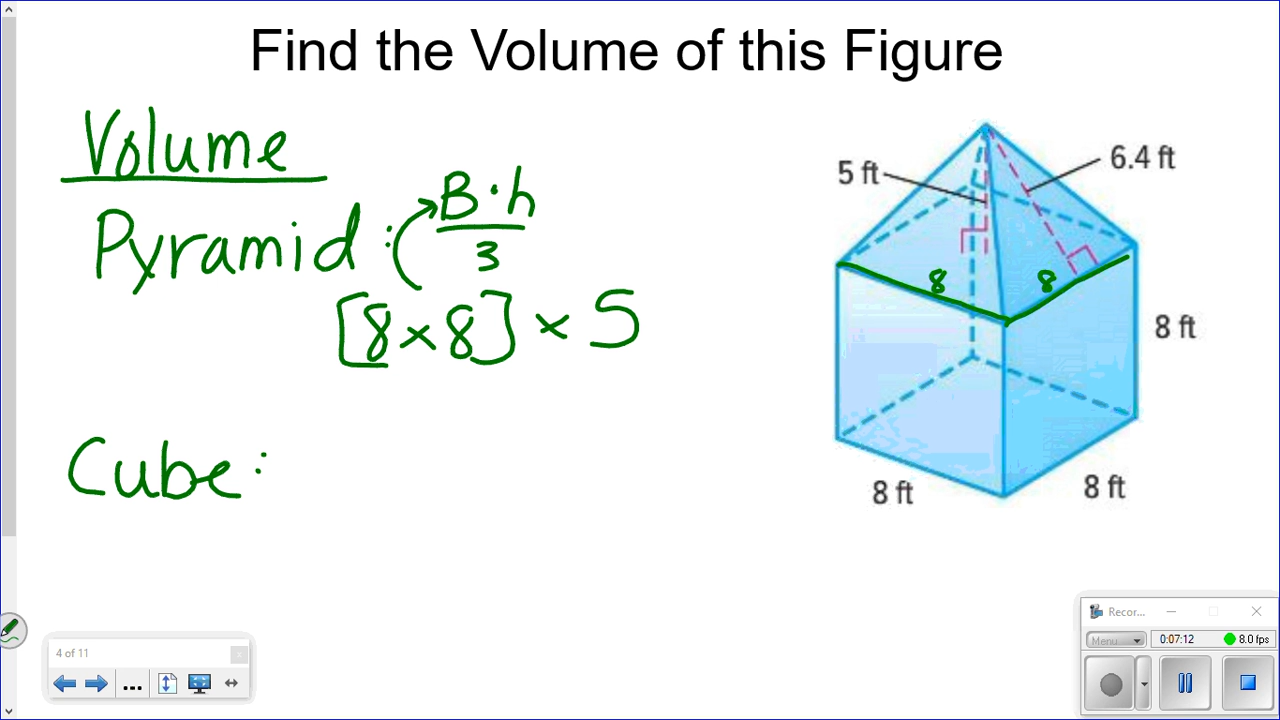 Find the Volume of this Figure
Volume
Pyramid: B·h
3
[8×8] × 5
Cube:
5 ft
6.4 ft
8
8
8 ft
8 ft
8 ft
4 of 11
x
...
Recor...
Menu
0:07:12
8.0 fps